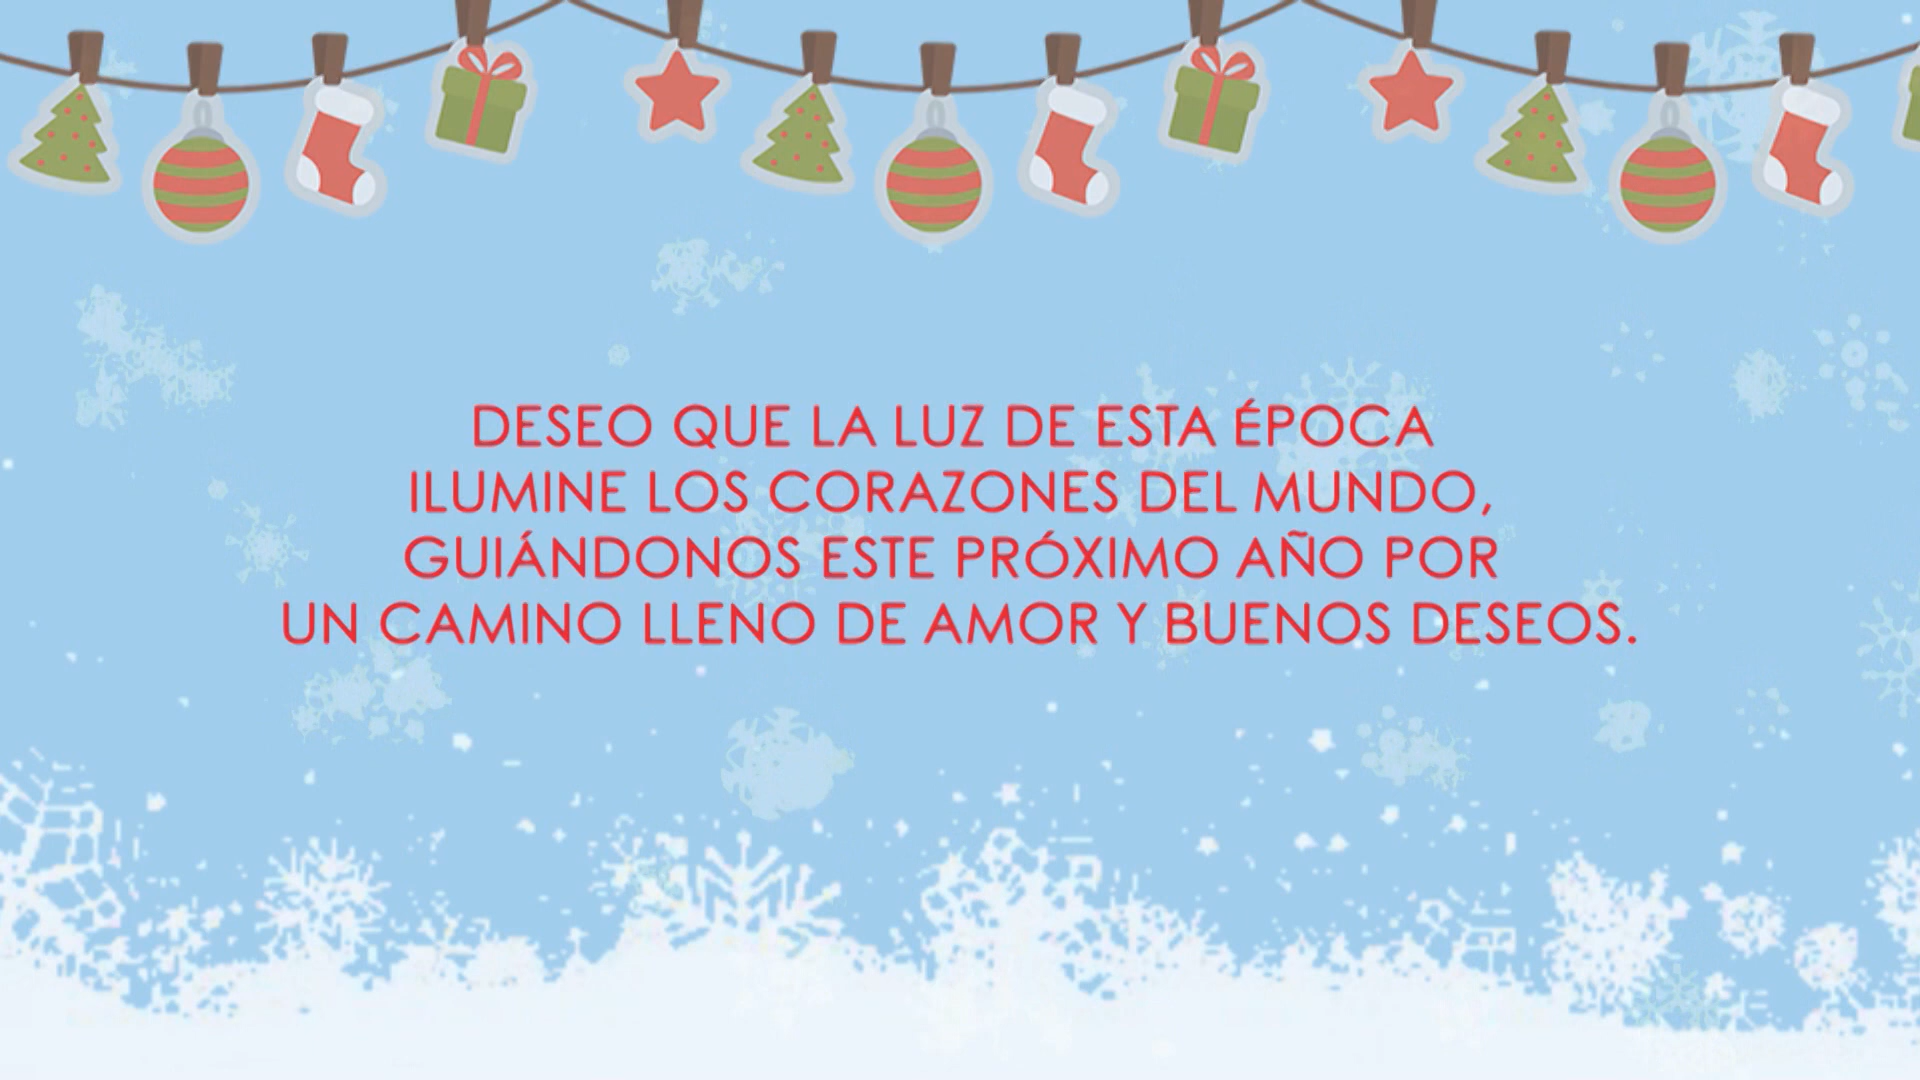 DESEO QUE LA LUZ DE ESTA ÉPOCA
ILUMINE LOS CORAZONES DEL MUNDO,
GUIÁNDONOS ESTE PRÓXIMO AÑO POR
UN CAMINO LLENO DE AMOR Y BUENOS DESEOS.